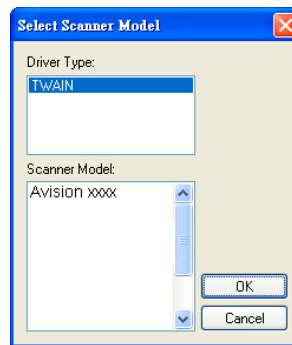 Select Scanner Model
Driver Type:
TWAIN
Scanner Model:
Avision xxxx
OK
Cancel